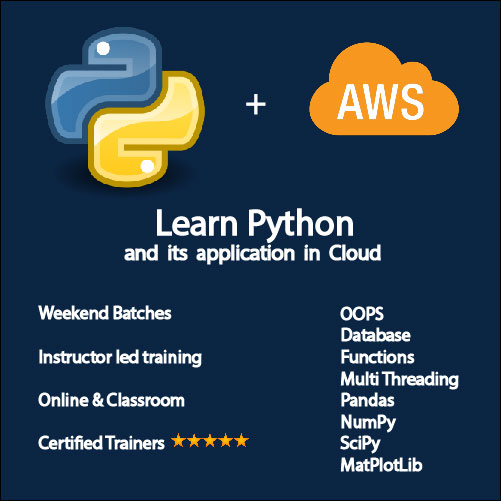 +
AWS
Learn Python
and its application in Cloud
Weekend Batches
Instructor led training
Online & Classroom
Certified Trainers ★★★★★
OOPS
Database
Functions
Multi Threading
Pandas
NumPy
SciPy
MatPlotLib